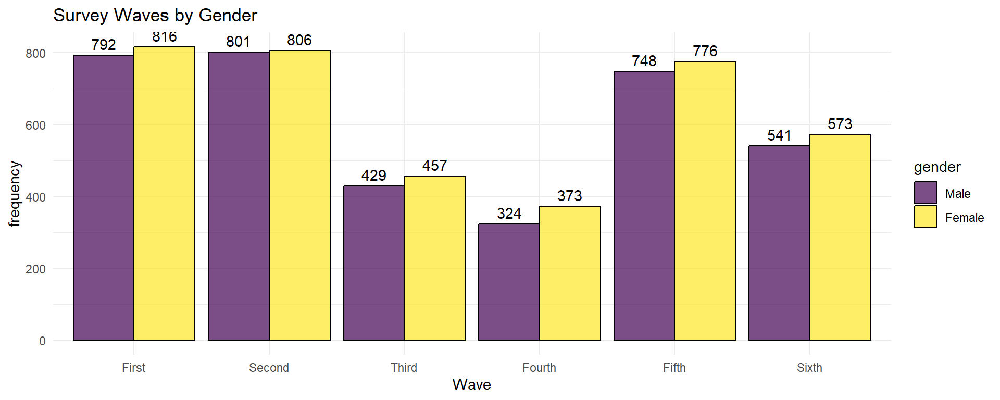 Survey Waves by Gender
792 816 801 806 429 457 324 373 748 776 541 573
800
600
400
200
0
frequency
First Second Third Fourth Fifth Sixth
Wave
gender
Male
Female